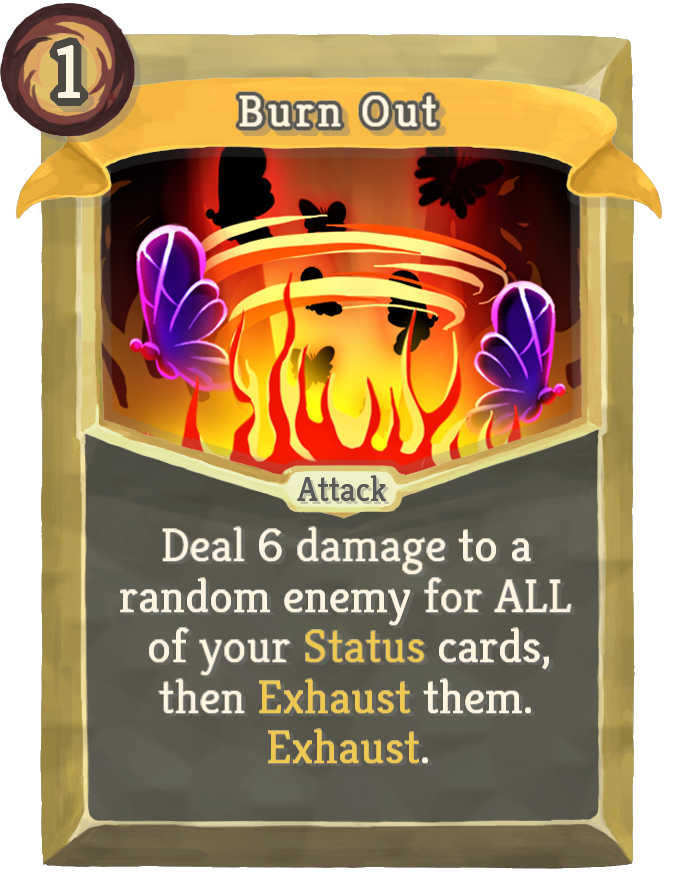 1
Burn Out
Attack
Deal 6 damage to a
random enemy for ALL
of your Status cards,
then Exhaust them.
Exhaust.